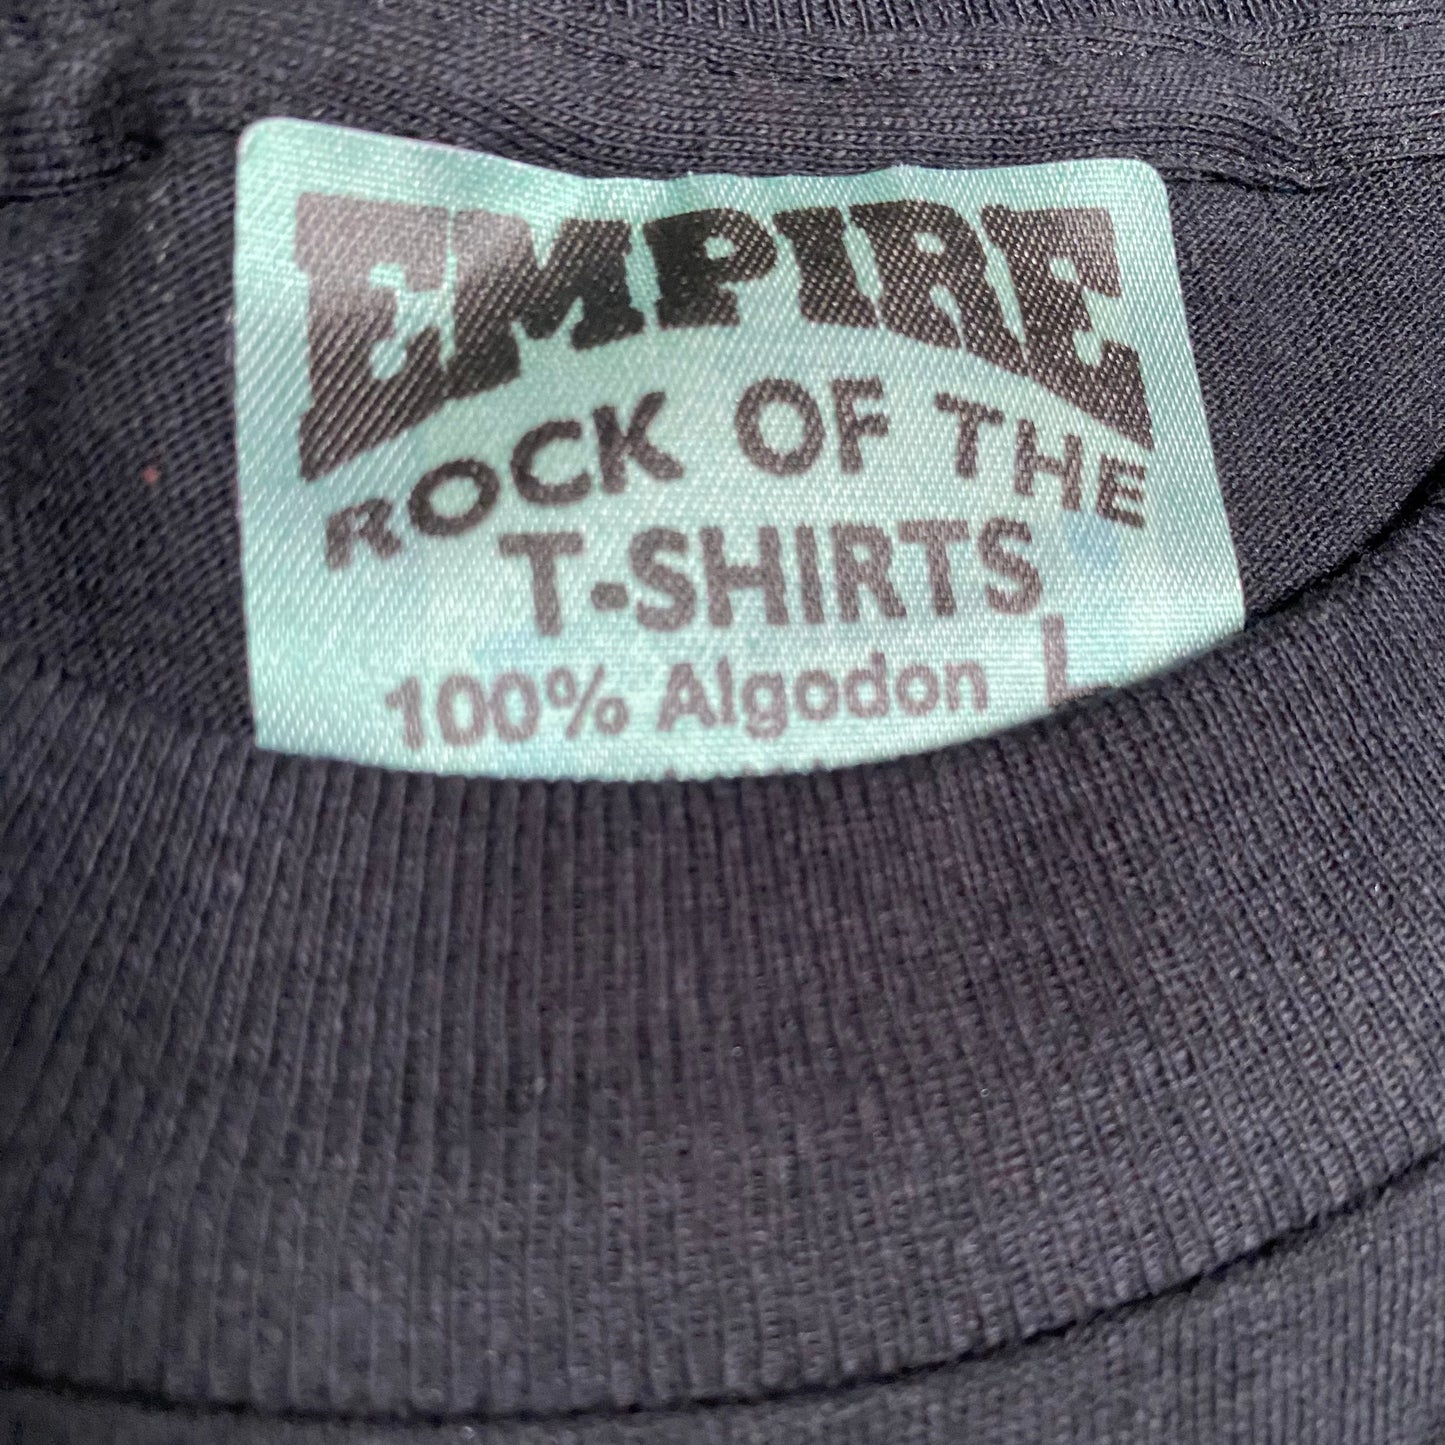 EMPIRE
ROCK OF THE
T-SHIRTS
100% Algodon L